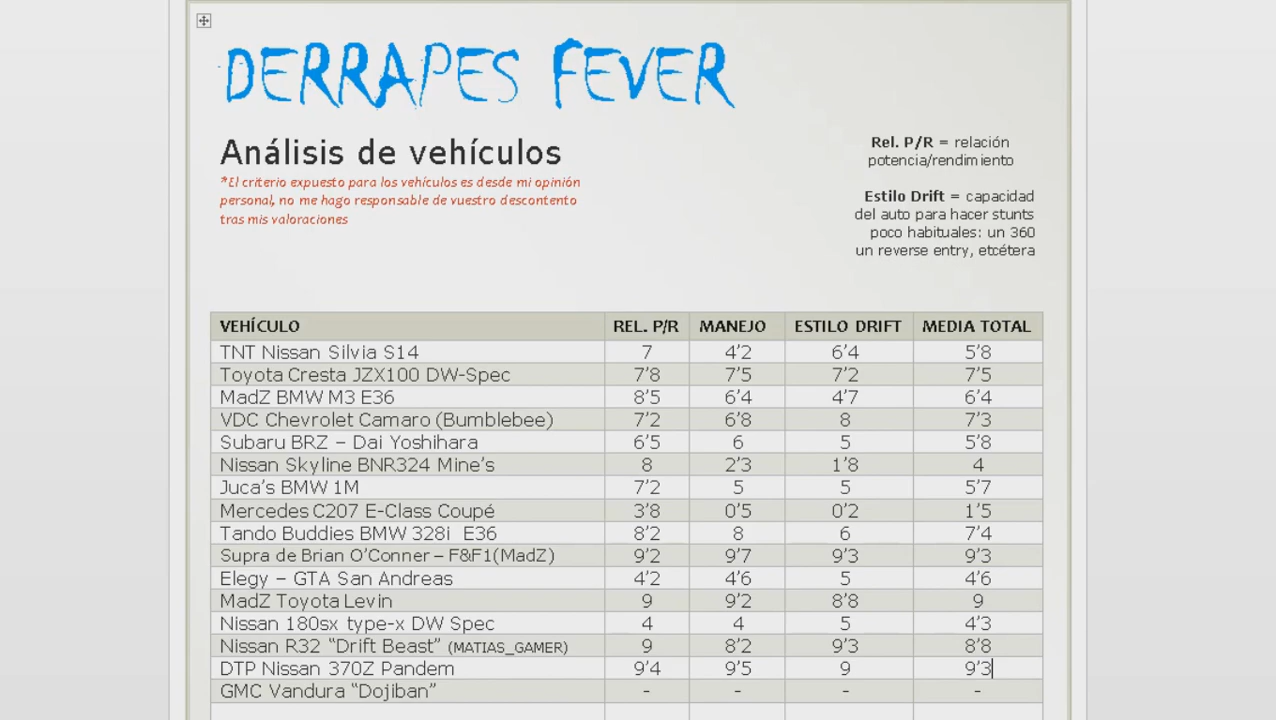 DERRAPES FEVER
Análisis de vehículos
*El criterio expuesto para los vehículos es desde mi opinión
personal, no me hago responsable de vuestro descontento
tras mis valoraciones
Rel. P/R = relación
potencia/rendimiento
Estilo Drift = capacidad
del auto para hacer stunts
poco habituales: un 360
un reverse entry, etcétera
VEHÍCULO REL. P/R MANEJO ESTILO DRIFT MEDIA TOTAL
TNT Nissan Silvia S14 7 4'2 6'4 5'8
Toyota Cresta JZX100 DW-Spec 7'8 7'5 7'2 7'5
MadZ BMW M3 E36 8'5 6'4 4'7 6'4
VDC Chevrolet Camaro (Bumblebee) 7'2 6'8 8 7'3
Subaru BRZ – Dai Yoshihara 6'5 6 5 5'8
Nissan Skyline BNR324 Mine's 8 2'3 1'8 4
Juca's BMW 1M 7'2 5 5 5'7
Mercedes C207 E-Class Coupé 3'8 0'5 0'2 1'5
Tando Buddies BMW 328i E36 8'2 8 6 7'4
Supra de Brian O'Conner – F&F1(MadZ) 9'2 9'7 9'3 9'3
Elegy – GTA San Andreas 4'2 4'6 5 4'6
MadZ Toyota Levin 9 9'2 8'8 9
Nissan 180sx type-x DW Spec 4 4 5 4'3
Nissan R32 "Drift Beast" (MATIAS_GAMER) 9 8'2 9'3 8'8
DTP Nissan 370Z Pandem 9'4 9'5 9 9'3
GMC Vandura "Dojiban" - - - -